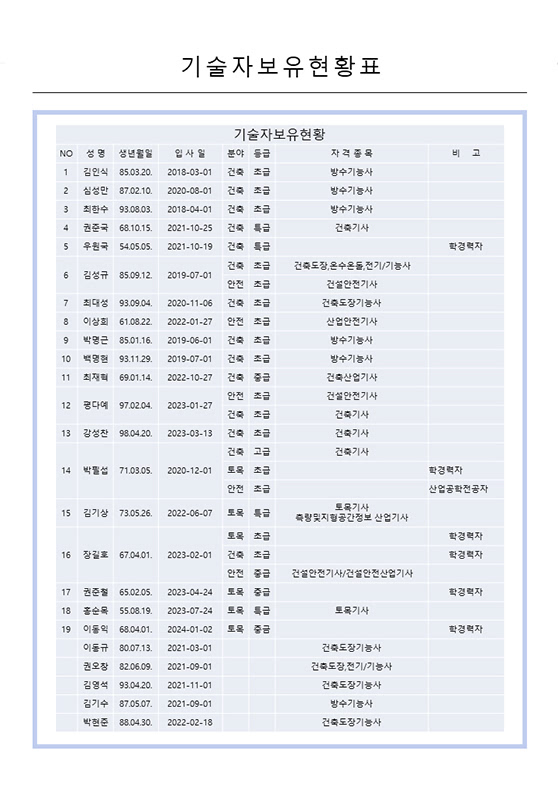 기술자보유현황표
기술자보유현황
NO 성 명 생년월일 입 사 일 분야 등급 자 격 종 목 비 고
1 김인식 85.03.20. 2018-03-01 건축 초급 방수기능사
2 심성만 87.02.10. 2020-08-01 건축 초급 방수기능사
3 최한수 93.08.03. 2018-04-01 건축 초급 방수기능사
4 권준국 68.10.15. 2021-10-25 건축 특급 건축기사
5 우원국 54.05.05. 2021-10-19 건축 특급 학경력자
6 김성규 85.09.12. 2019-07-01 건축 초급 건축도장,온수온돌,전기/기능사
안전 초급 건설안전기사
7 최대성 93.09.04. 2020-11-06 건축 초급 건축도장기능사
8 이상희 61.08.22. 2022-01-27 안전 초급 산업안전기사
9 박명근 85.01.16. 2019-06-01 건축 초급 방수기능사
10 백명현 93.11.29. 2019-07-01 건축 초급 방수기능사
11 최재혁 69.01.14. 2022-10-27 건축 중급 건축산업기사
12 평다예 97.02.04. 2023-01-27 안전 초급 건설안전기사
건축 초급 건축기사
13 강성찬 98.04.20. 2023-03-13 건축 초급 건축기사
14 박필섭 71.03.05. 2020-12-01 건축 고급 건축기사
토목 초급 학경력자
안전 초급 산업공학전공자
15 김기상 73.05.26. 2022-06-07 토목 특급 토목기사
측량및지형공간정보 산업기사
16 장길호 67.04.01. 2023-02-01 토목 초급 학경력자
건축 초급 학경력자
안전 중급 건설안전기사/건설안전산업기사
17 권준철 65.02.05. 2023-04-24 토목 중급 학경력자
18 홍순목 55.08.19. 2023-07-24 토목 특급 토목기사
19 이동익 68.04.01. 2024-01-02 토목 중급 학경력자
이동규 80.07.13. 2021-03-01 건축도장기능사
권오창 82.06.09. 2021-09-01 건축도장,전기/기능사
김영석 93.04.20. 2021-11-01 건축도장기능사
김기수 87.05.07. 2021-09-01 방수기능사
박현준 88.04.30. 2022-02-18 건축도장기능사